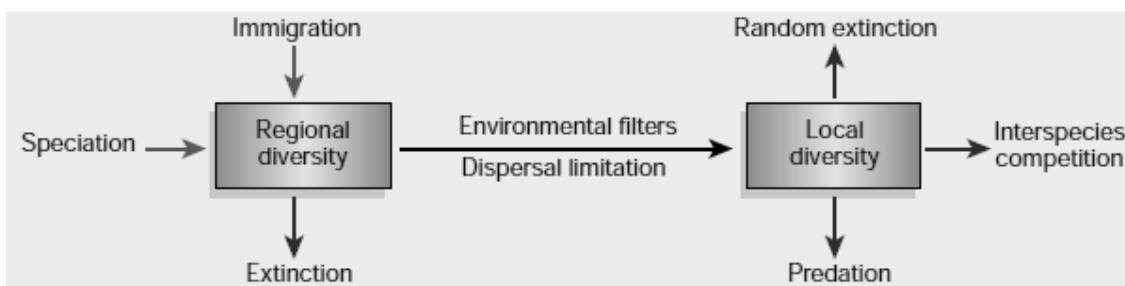 Immigration
Random extinction
Speciation
Regional
diversity
Environmental filters
Dispersal limitation
Local
diversity
Interspecies
competition
Extinction
Predation